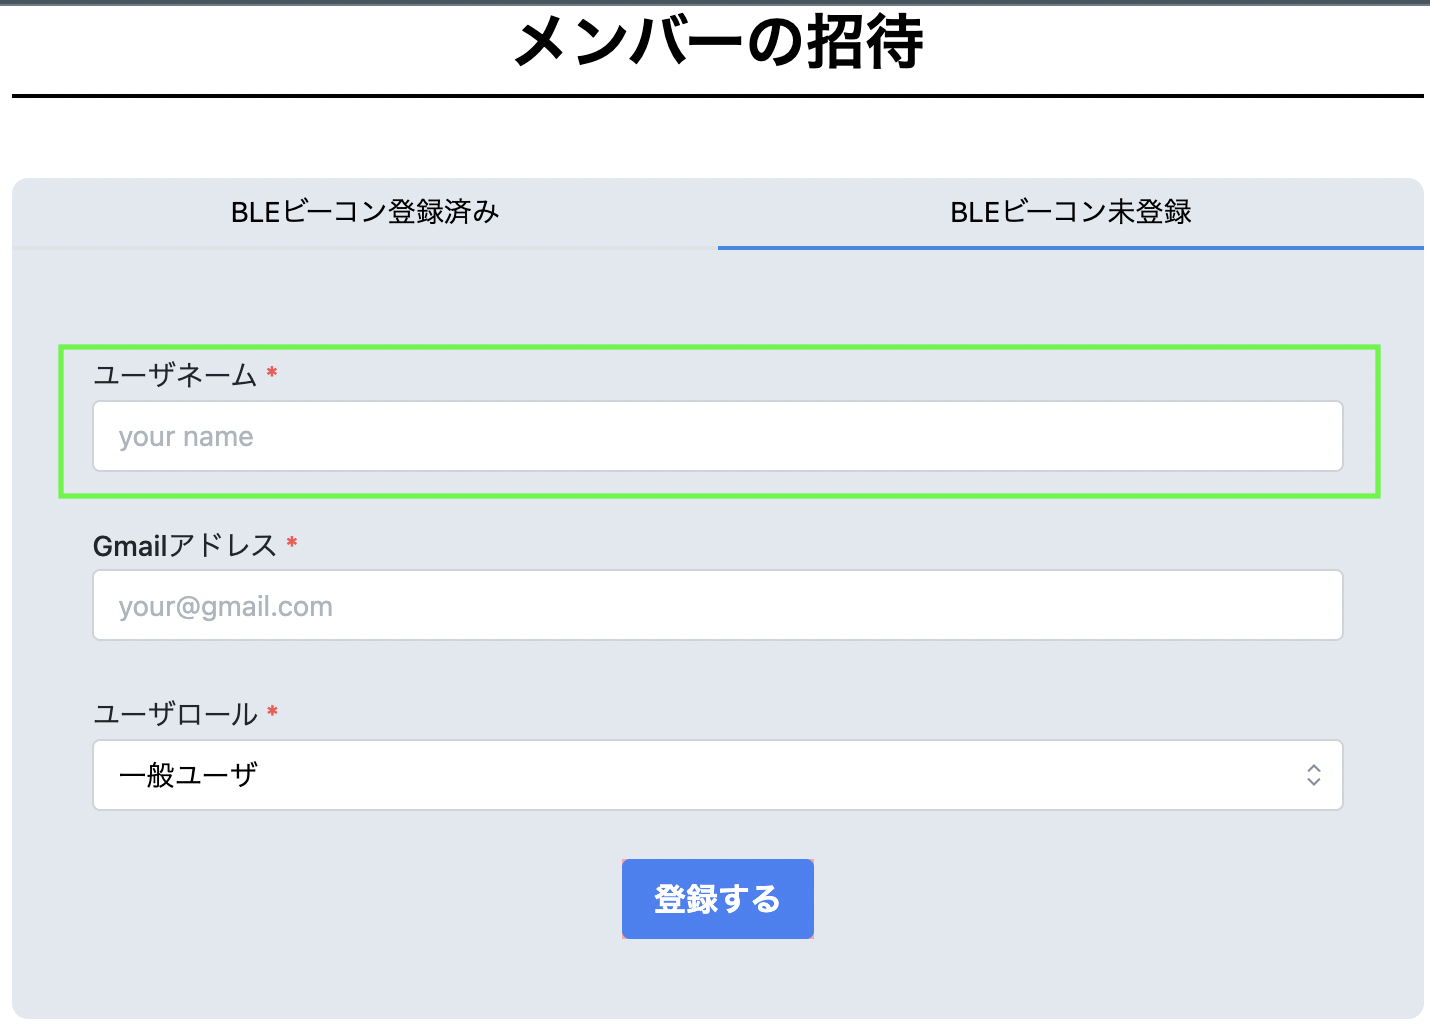 メンバーの招待
BLEビーコン登録済み
BLEビーコン未登録
ユーザネーム *
your name
Gmailアドレス *
your@gmail.com
ユーザロール *
一般ユーザ
登録する